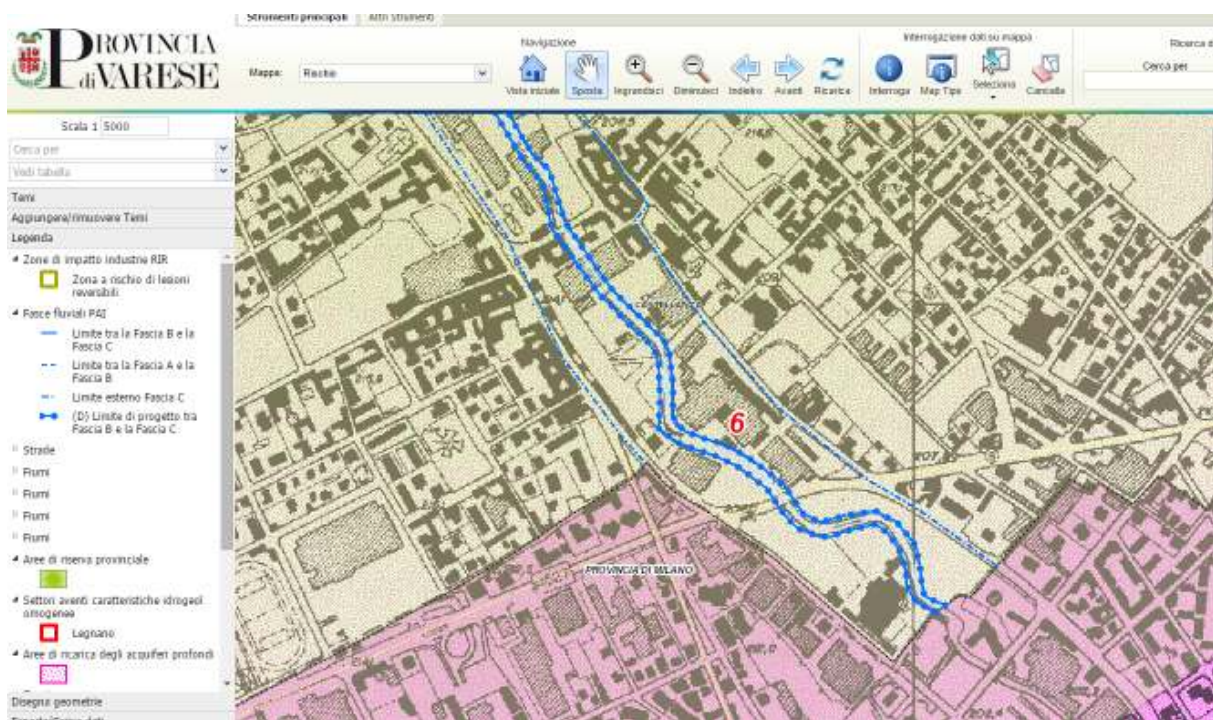 Strumenti principali
Altri Strumenti
PROVINCIA
di VARESE
Mappe:
Rischio
Navigazione
Vista iniziale
Sposta
Ingrandisci
Diminuisci
Indietro
Avanti
Ricarica
Interrogazione dati su mappa
Interroga
Map Tips
Seleziona
Cancella
Ricerca d
Cerca per
Scala 1 5000
Cerca per
Vedi tabella
Temi
Aggiungere/rimuovere Temi
Legenda
Zone di impatto industrie RIR
Zona a rischio di lesioni
reversibili
Fasce fluviali PAI
Limite tra la Fascia B e la
Fascia C
Limite tra la Fascia A e la
Fascia B
Limite esterno Fascia C
(D) Limite di progetto tra
Fascia B e la Fascia C
Strade
Fiumi
Fiumi
Fiumi
Fiumi
Aree di riserva provinciale
Settori aventi caratteristiche idrogeol
omogenee
Legnano
Aree di ricarica degli acquiferi profondi
Disegna geometrie
6
PROVINCIA DI MILANO